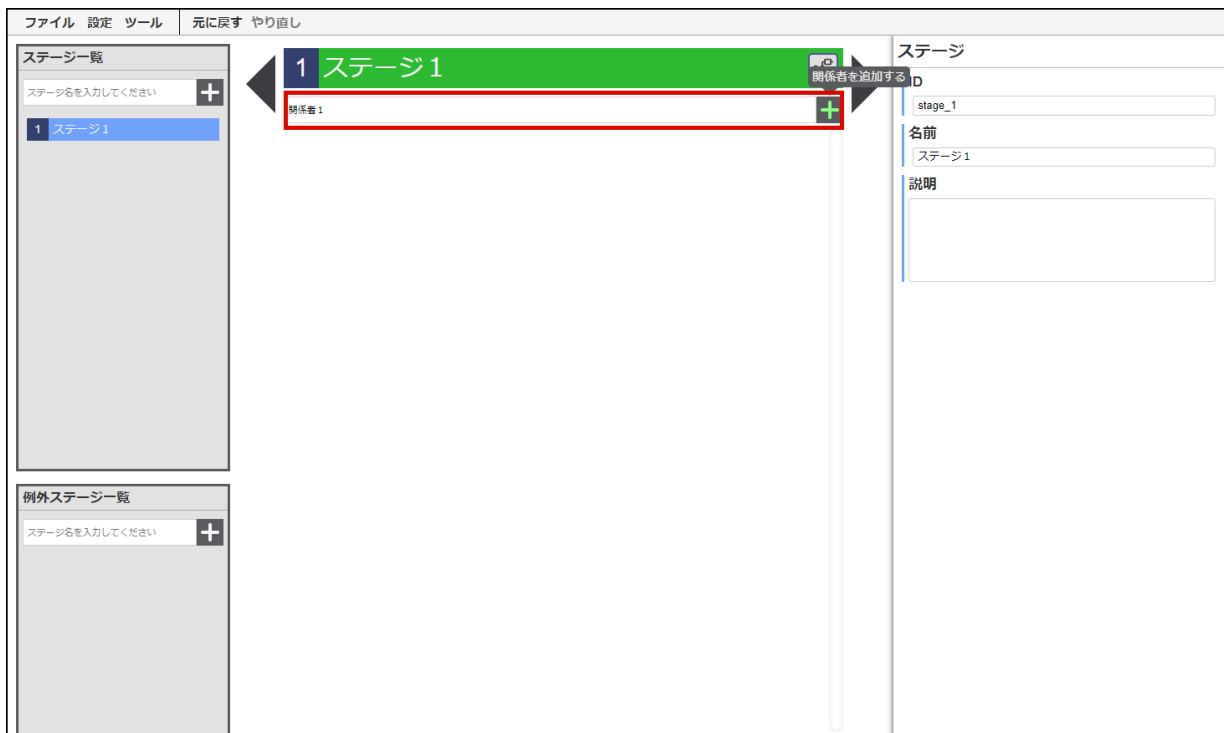 ファイル 設定 ツール 元に戻す やり直し
ステージ一覧
ステージ名を入力してください
1 ステージ１
例外ステージ一覧
ステージ名を入力してください
1 ステージ１
関係者を追加する
関係者１
ステージ
ID
stage_1
名前
ステージ１
説明